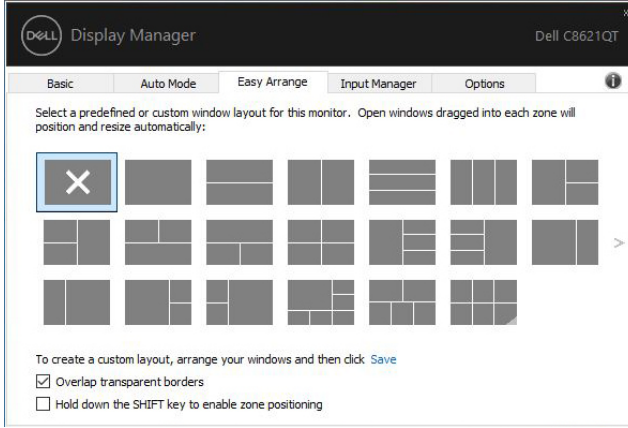 DELL Display Manager Dell C8621QT
Basic Auto Mode Easy Arrange Input Manager Options
Select a predefined or custom window layout for this monitor. Open windows dragged into each zone will
position and resize automatically:
To create a custom layout, arrange your windows and then click Save
Overlap transparent borders
Hold down the SHIFT key to enable zone positioning